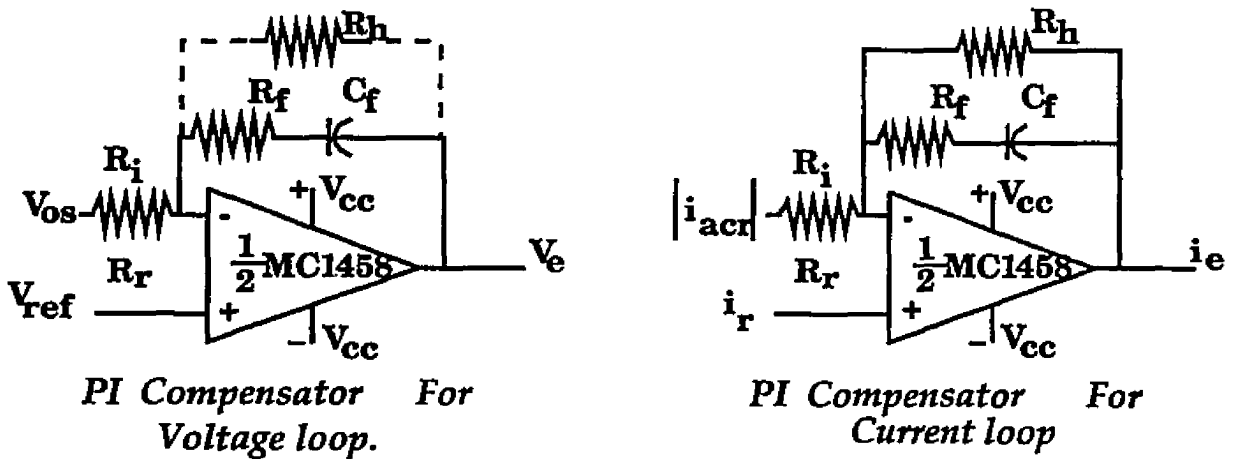 Rh
Rf Cf
Ri
Vos
+ Vcc
-
1/2 MC1458
Ve
Rr
Vref
+
- Vcc
PI Compensator For
Voltage loop.
Rh
Rf Cf
Ri
|iacr|
+ Vcc
-
1/2 MC1458
ie
Rr
ir
+
- Vcc
PI Compensator For
Current loop